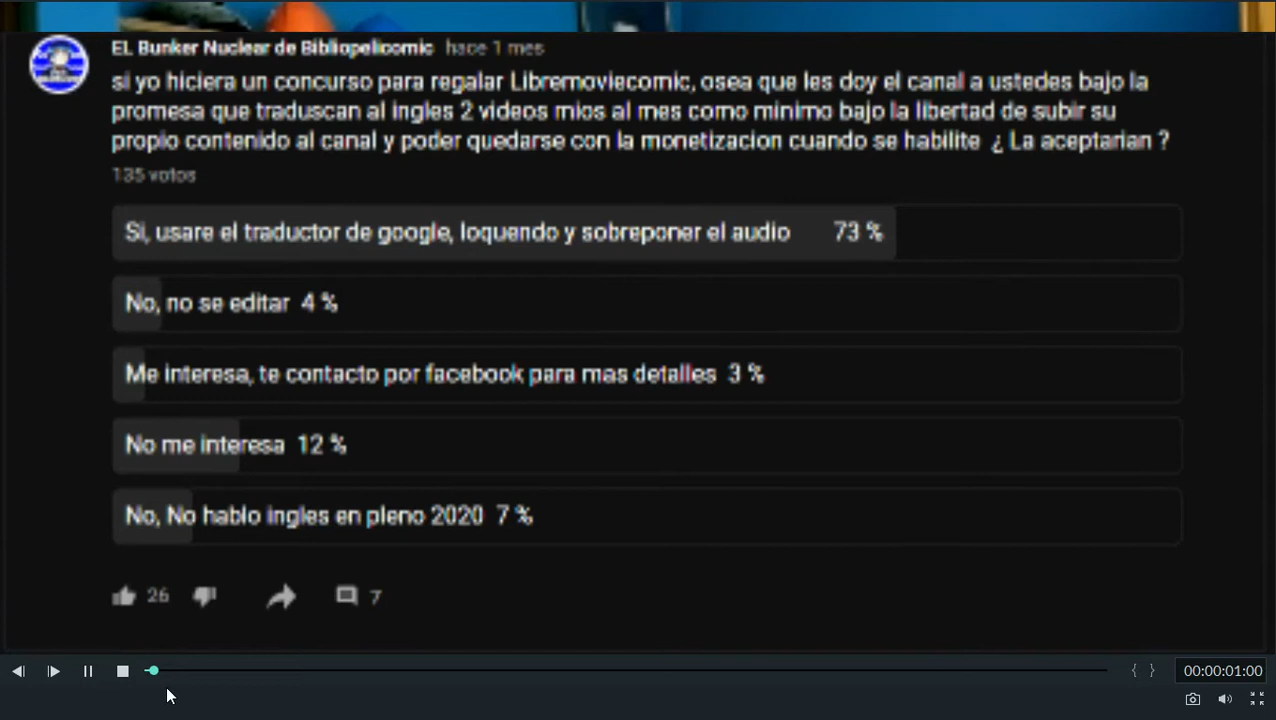 EL Bunker Nuclear de Bibliopelicomic hace 1 mes
si yo hiciera un concurso para regalar Libremoviecomic, osea que les doy el canal a ustedes bajo la
promesa que traduscan al ingles 2 videos mios al mes como minimo bajo la libertad de subir su
propio contenido al canal y poder quedarse con la monetizacion cuando se habilite ¿ La aceptarian ?
135 votos
Si, usare el traductor de google, loquendo y sobreponer el audio 73 %
No, no se editar 4 %
Me interesa, te contacto por facebook para mas detalles 3 %
No me interesa 12 %
No, No hablo ingles en pleno 2020 7 %
26 7
{ } 00:00:01:00